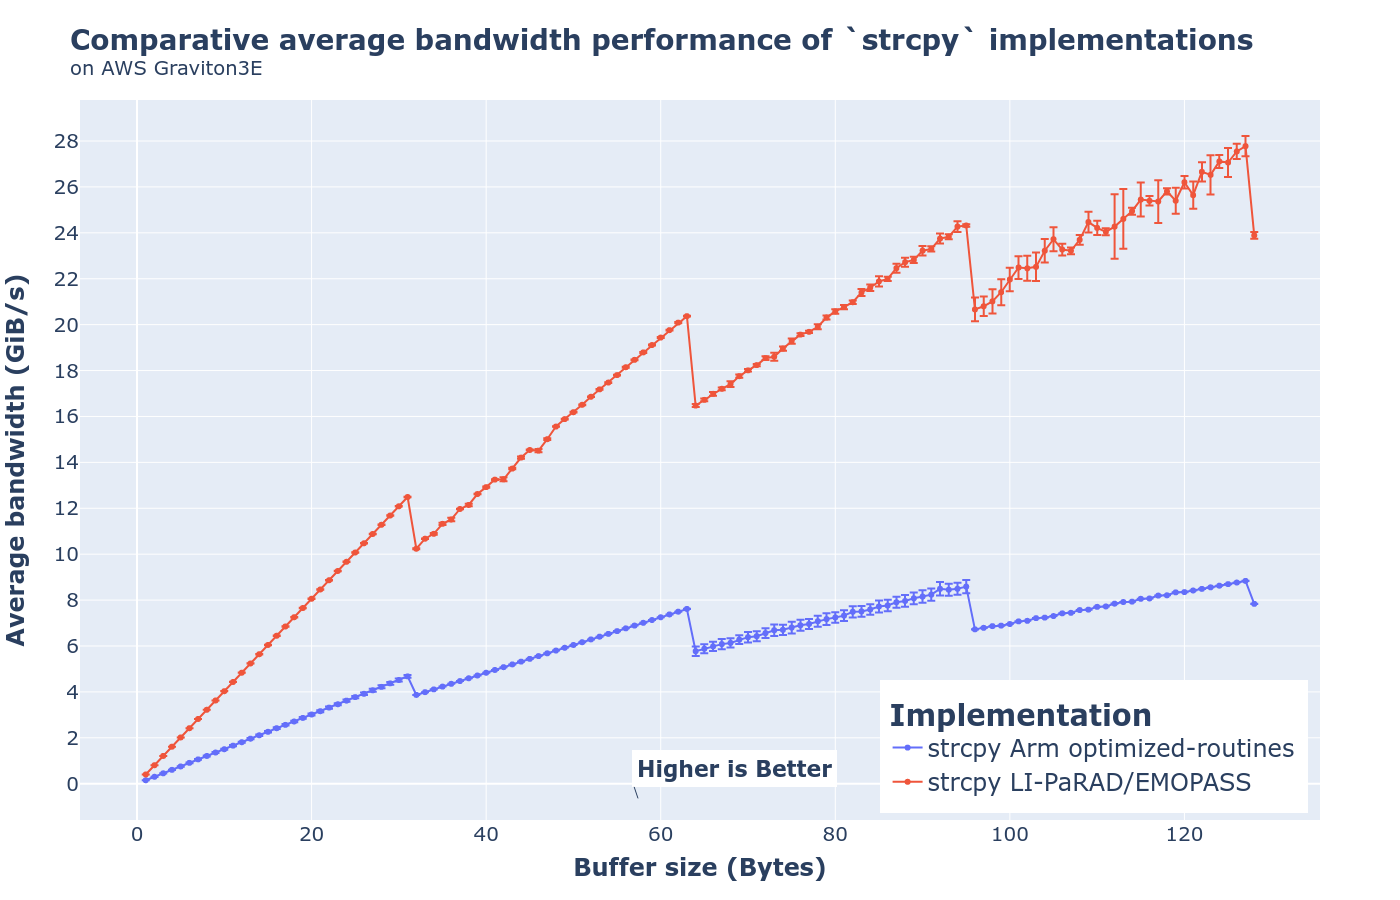 Comparative average bandwidth performance of `strcpy` implementations
on AWS Graviton3E
Average bandwidth (GiB/s)
28
26
24
22
20
18
16
14
12
10
8
6
4
2
0
Higher is Better
Implementation
strcpy Arm optimized-routines
strcpy LI-PaRAD/EMOPASS
0 20 40 60 80 100 120
Buffer size (Bytes)